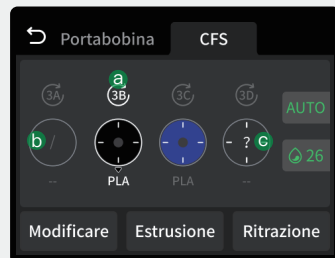 Portabobina CFS
a
3A 3B 3C 3D
AUTO
b / ? c
26
-- PLA PLA --
Modificare Estrusione Ritrazione